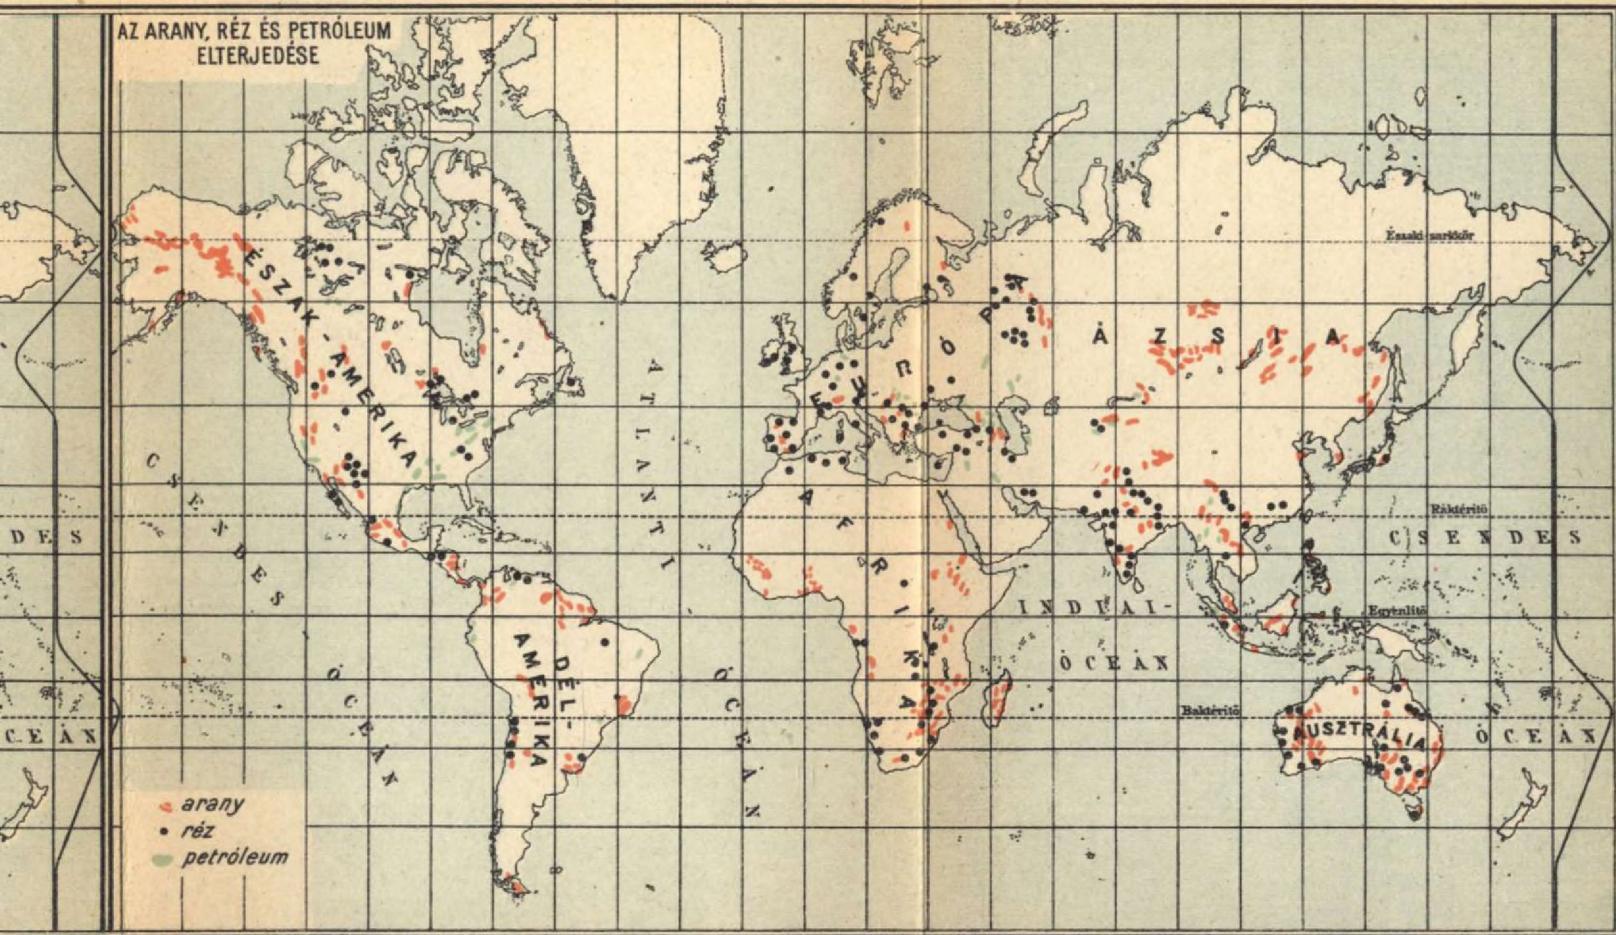 AZ ARANY, RÉZ ÉS PETRÓLEUM
ELTERJEDÉSE
ÉSZAK-AMERIKA
DÉL-
AMERIKA
EURÓPA
ÁZSIA
AFRIKA
AUSZTRÁLIA
CSENDES
ÓCEÁN
ATLANTI
ÓCEÁN
INDIAI-
ÓCEÁN
CSENDES
ÓCEÁN
DES
CEÁN
Északi sarkkör
Ráktérítő
Egyenlítő
Baktérítő
arany
réz
petróleum